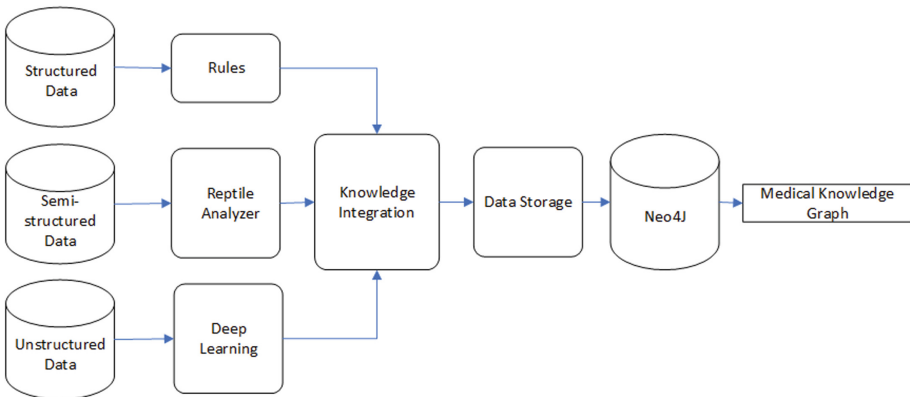 Structured
Data
Rules
Semi-
structured
Data
Reptile
Analyzer
Knowledge
Integration
Data Storage
Neo4J
Medical Knowledge
Graph
Unstructured
Data
Deep
Learning